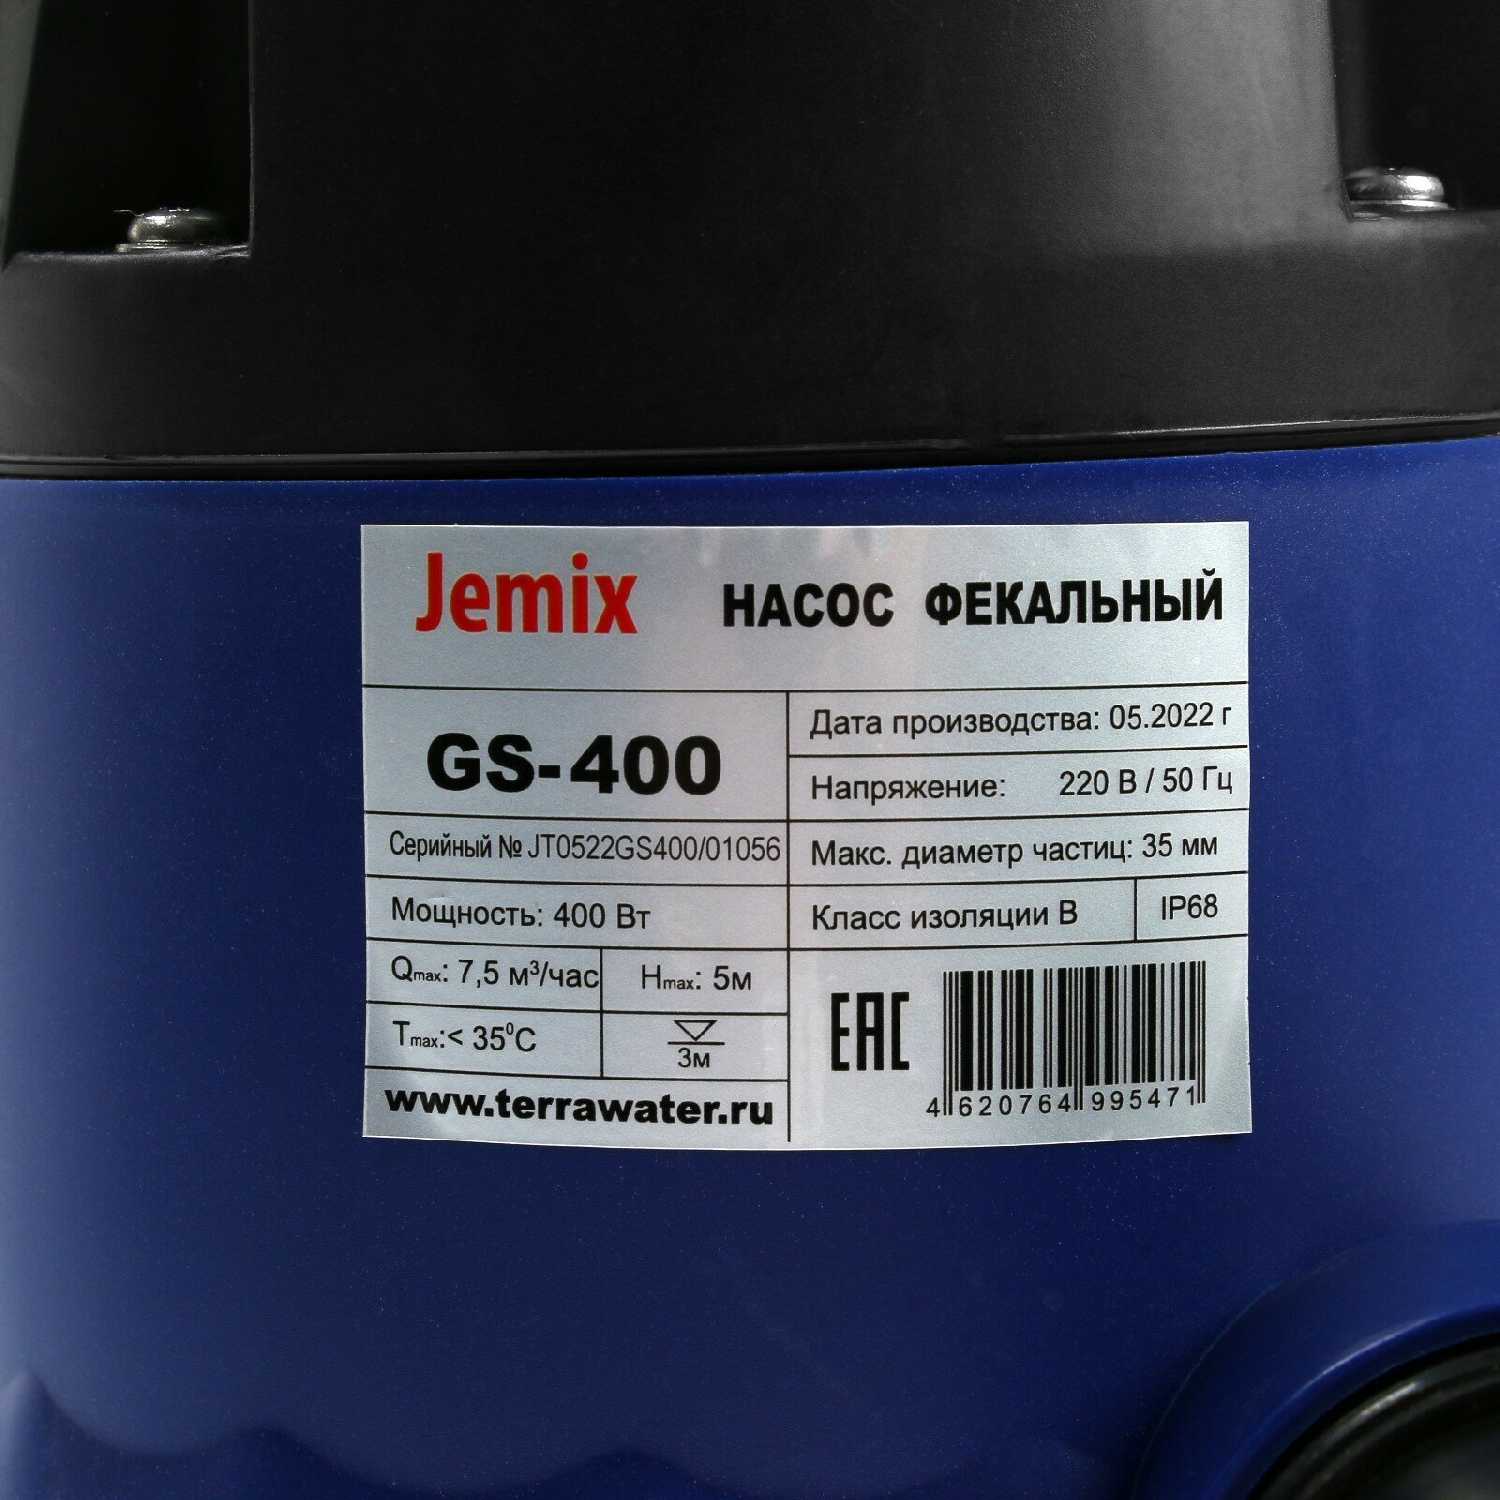 Jemix НАСОС ФЕКАЛЬНЫЙ
GS-400
Дата производства: 05.2022 г
Напряжение: 220 В / 50 Гц
Серийный № JT0522GS400/01056
Макс. диаметр частиц: 35 мм
Мощность: 400 Вт
Класс изоляции В
IP68
Qmax: 7,5 м³/час
Hmax: 5м
Tmax:< 35⁰С
3м
www.terrawater.ru
EAC
4 620764 995471